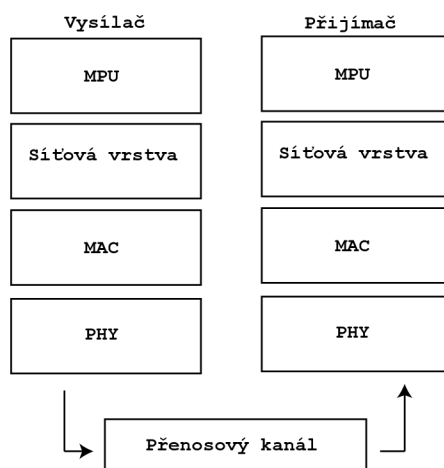 Vysílač
MPU
Síťová vrstva
MAC
PHY
Přijímač
MPU
Síťová vrstva
MAC
PHY
Přenosový kanál